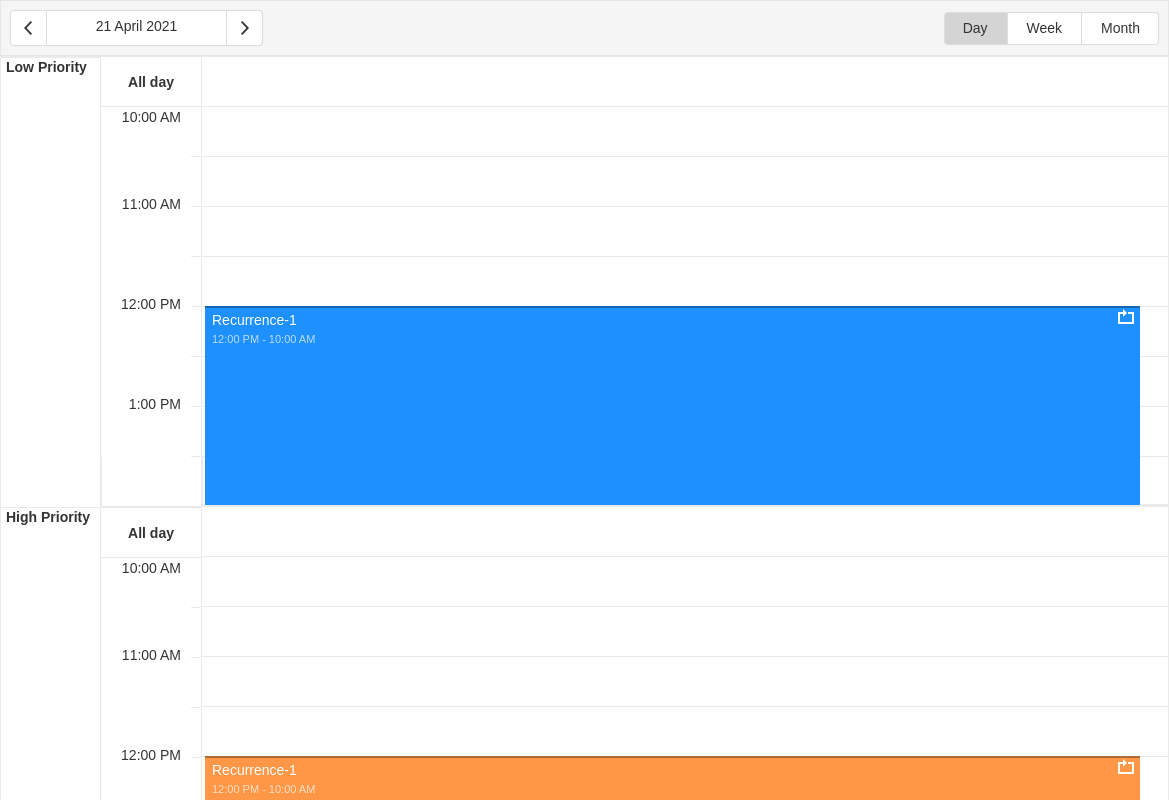 21 April 2021
Day
Week
Month
Low Priority
All day
10:00 AM
11:00 AM
12:00 PM
Recurrence-1
12:00 PM - 10:00 AM
1:00 PM
High Priority
All day
10:00 AM
11:00 AM
12:00 PM
Recurrence-1
12:00 PM - 10:00 AM